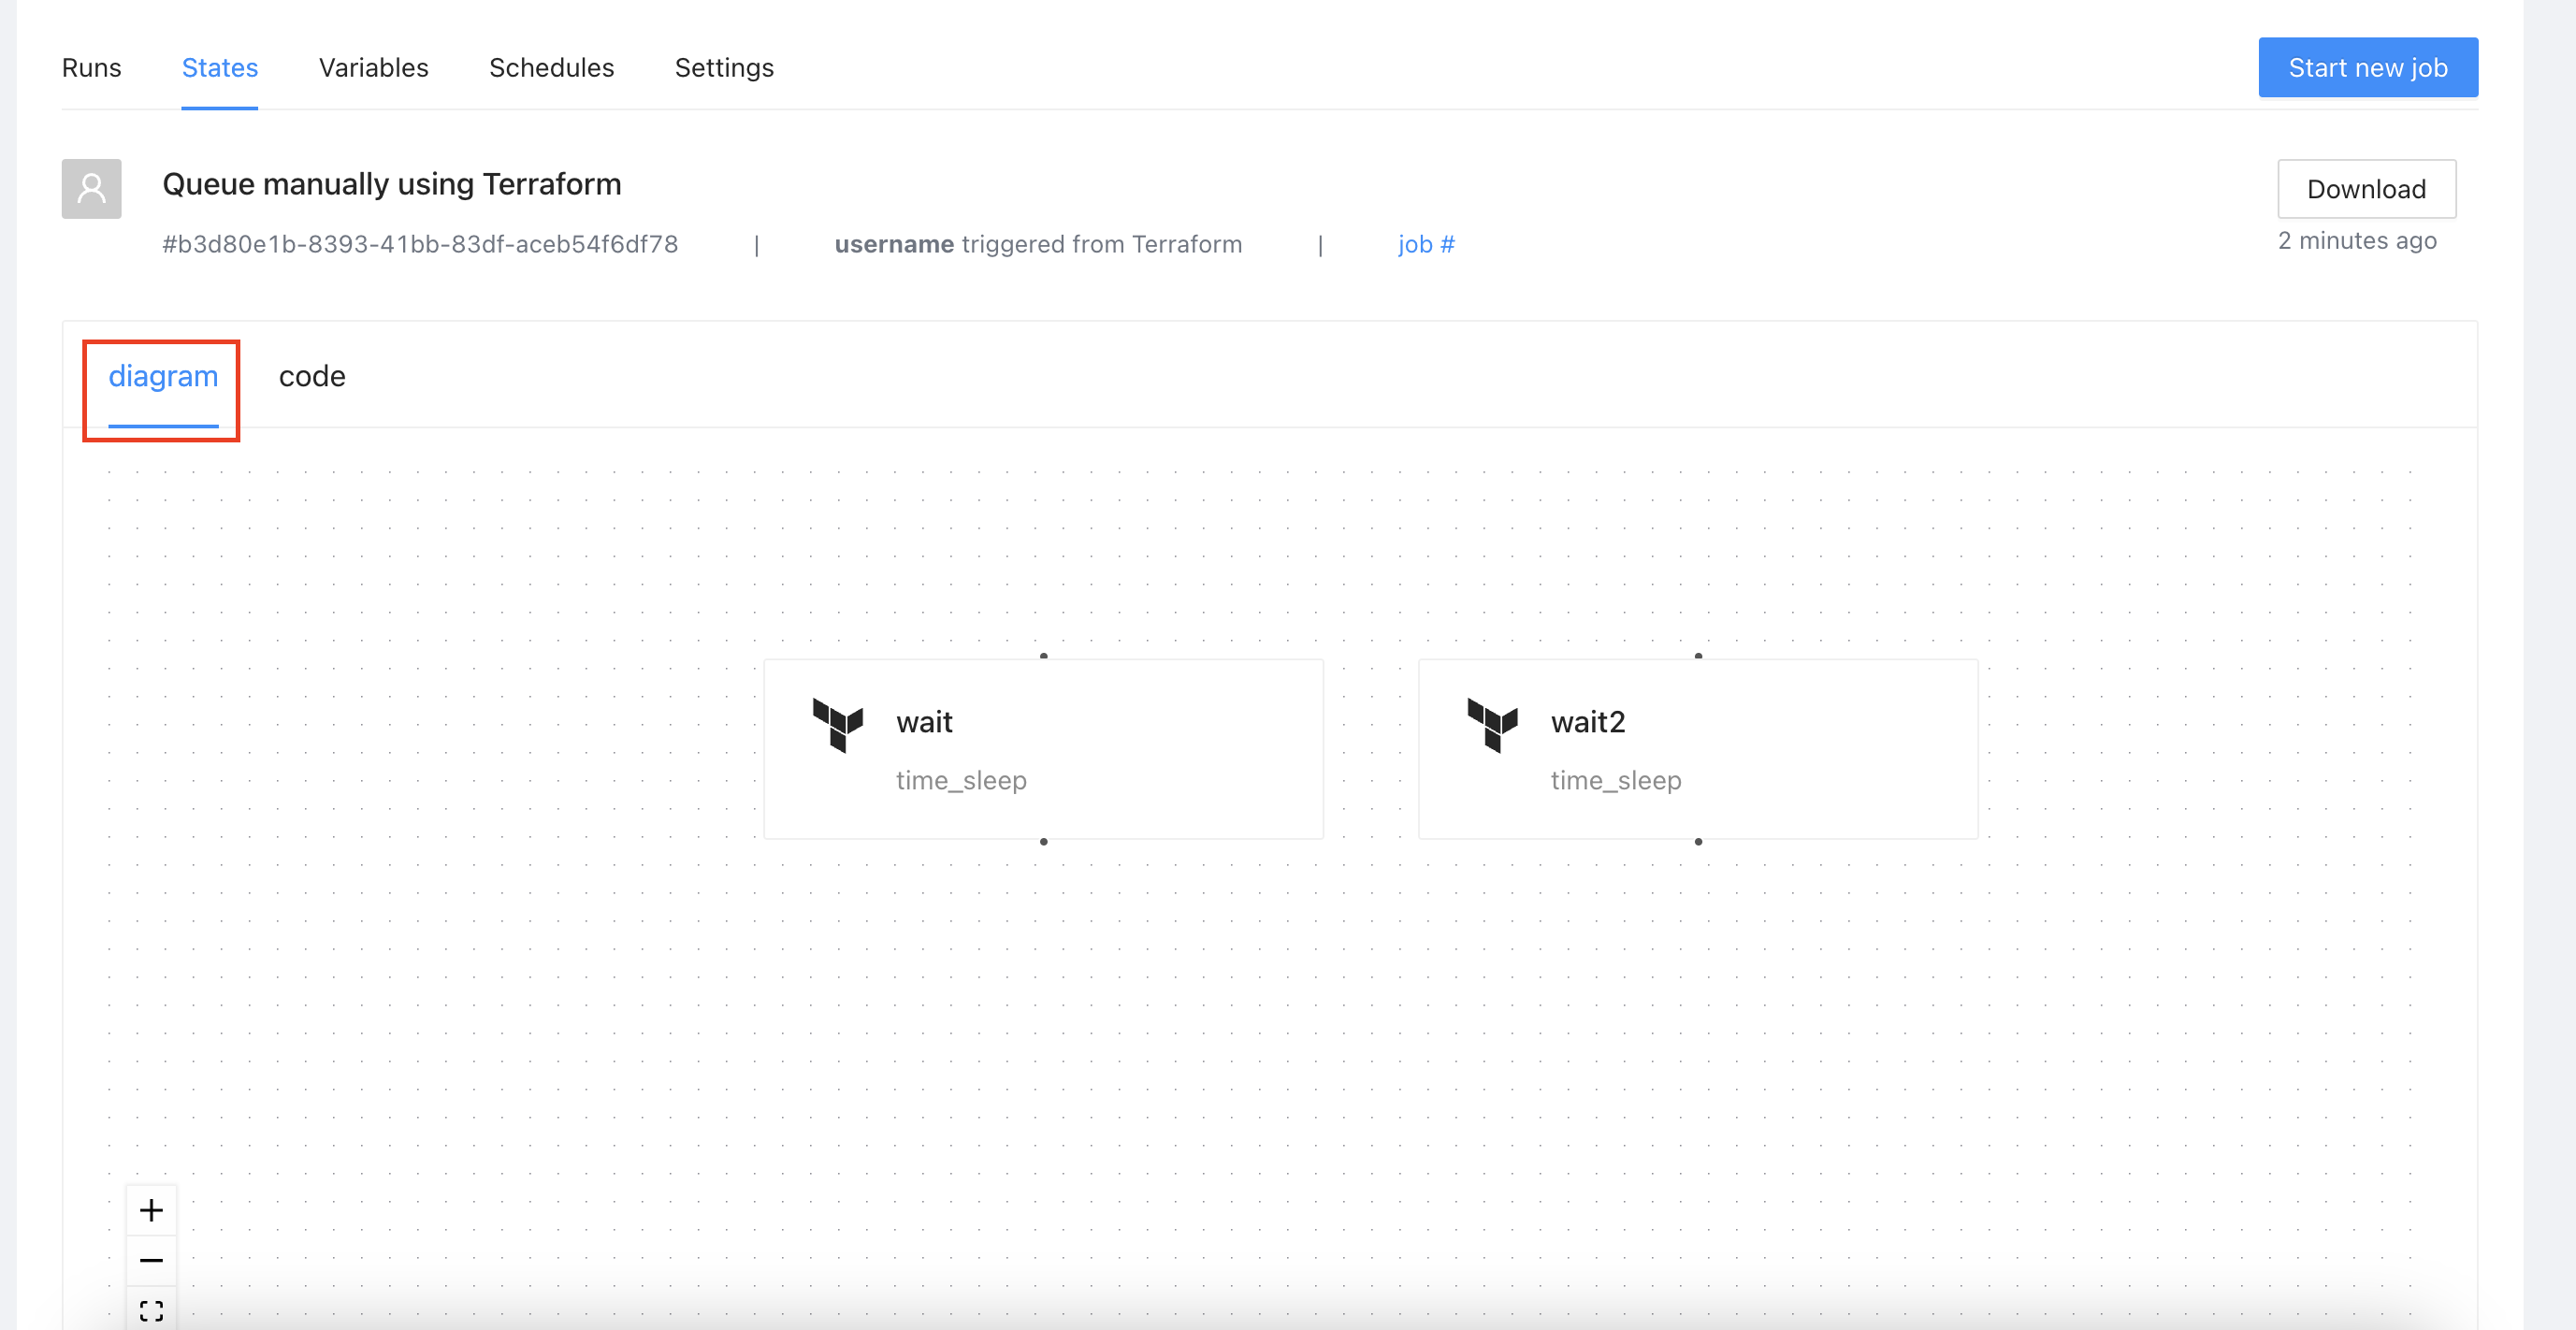 Runs States Variables Schedules Settings Start new job
Queue manually using Terraform Download
#b3d80e1b-8393-41bb-83df-aceb54f6df78 | username triggered from Terraform | job # 2 minutes ago
diagram code
wait wait2
time_sleep time_sleep